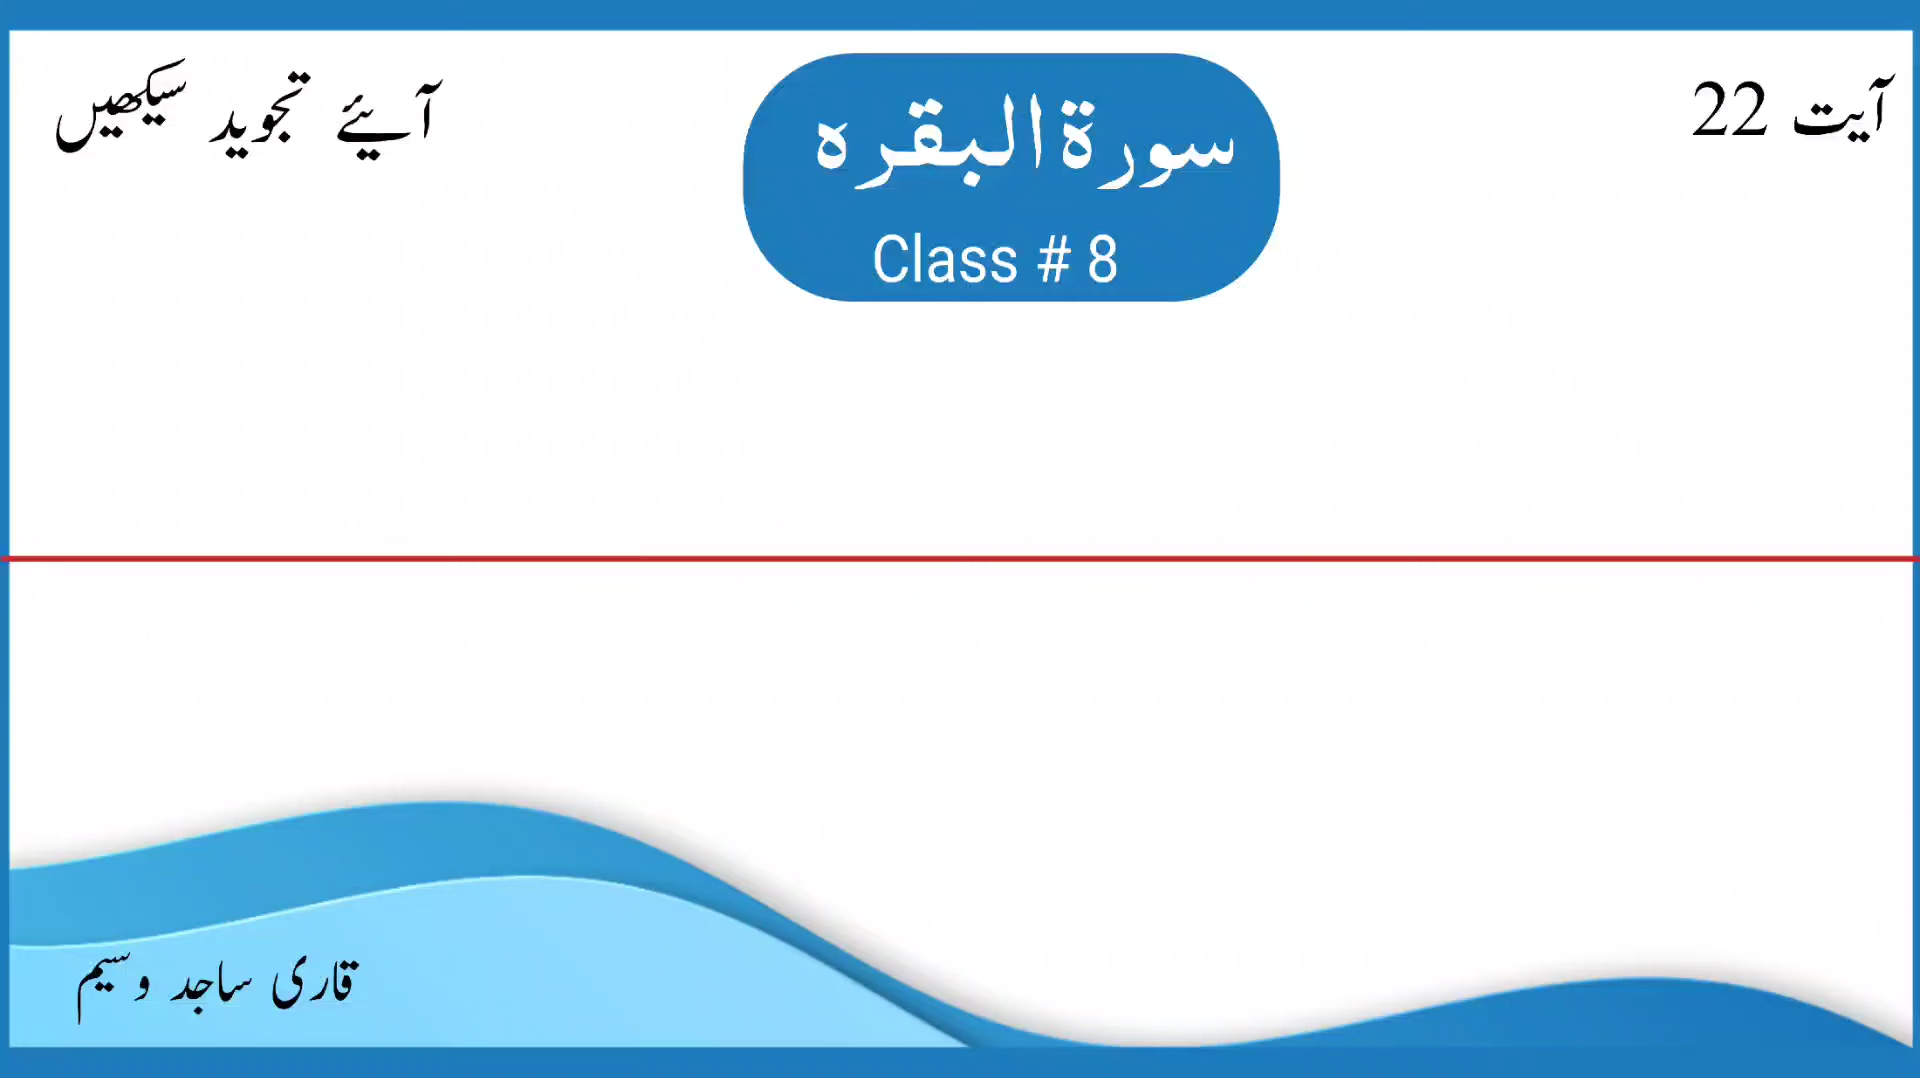 آیت 22
سورۃ البقرہ
Class # 8
آیئے تجوید سیکھیں
قاری ساجد وسیم